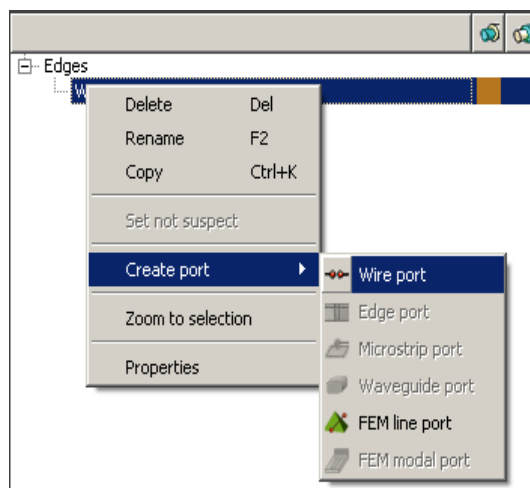 Edges
Delete Del
Rename F2
Copy Ctrl+K
Set not suspect
Create port
Wire port
Edge port
Zoom to selection
Microstrip port
Properties
Waveguide port
FEM line port
FEM modal port